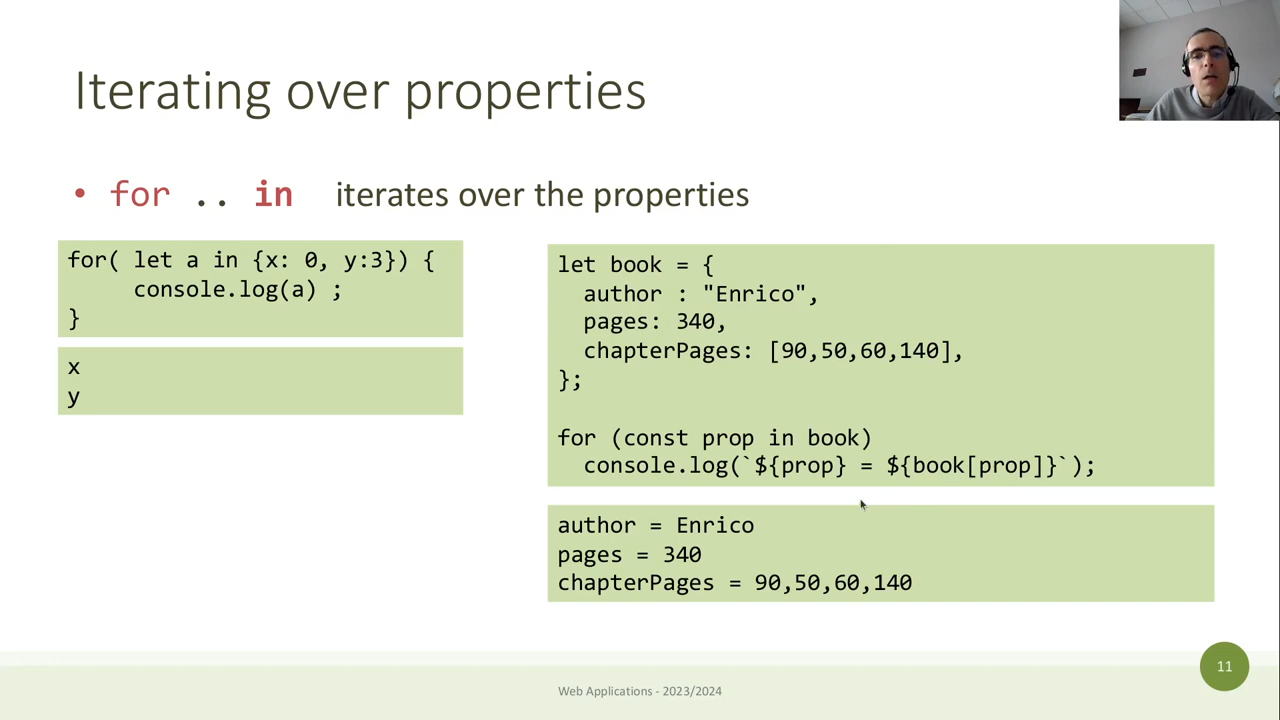 Iterating over properties
• for .. in iterates over the properties
for( let a in {x: 0, y:3}) {
console.log(a) ;
}
x
y
let book = {
author : "Enrico",
pages: 340,
chapterPages: [90,50,60,140],
};
for (const prop in book)
console.log(`${prop} = ${book[prop]}`);
author = Enrico
pages = 340
chapterPages = 90,50,60,140
Web Applications - 2023/2024
11